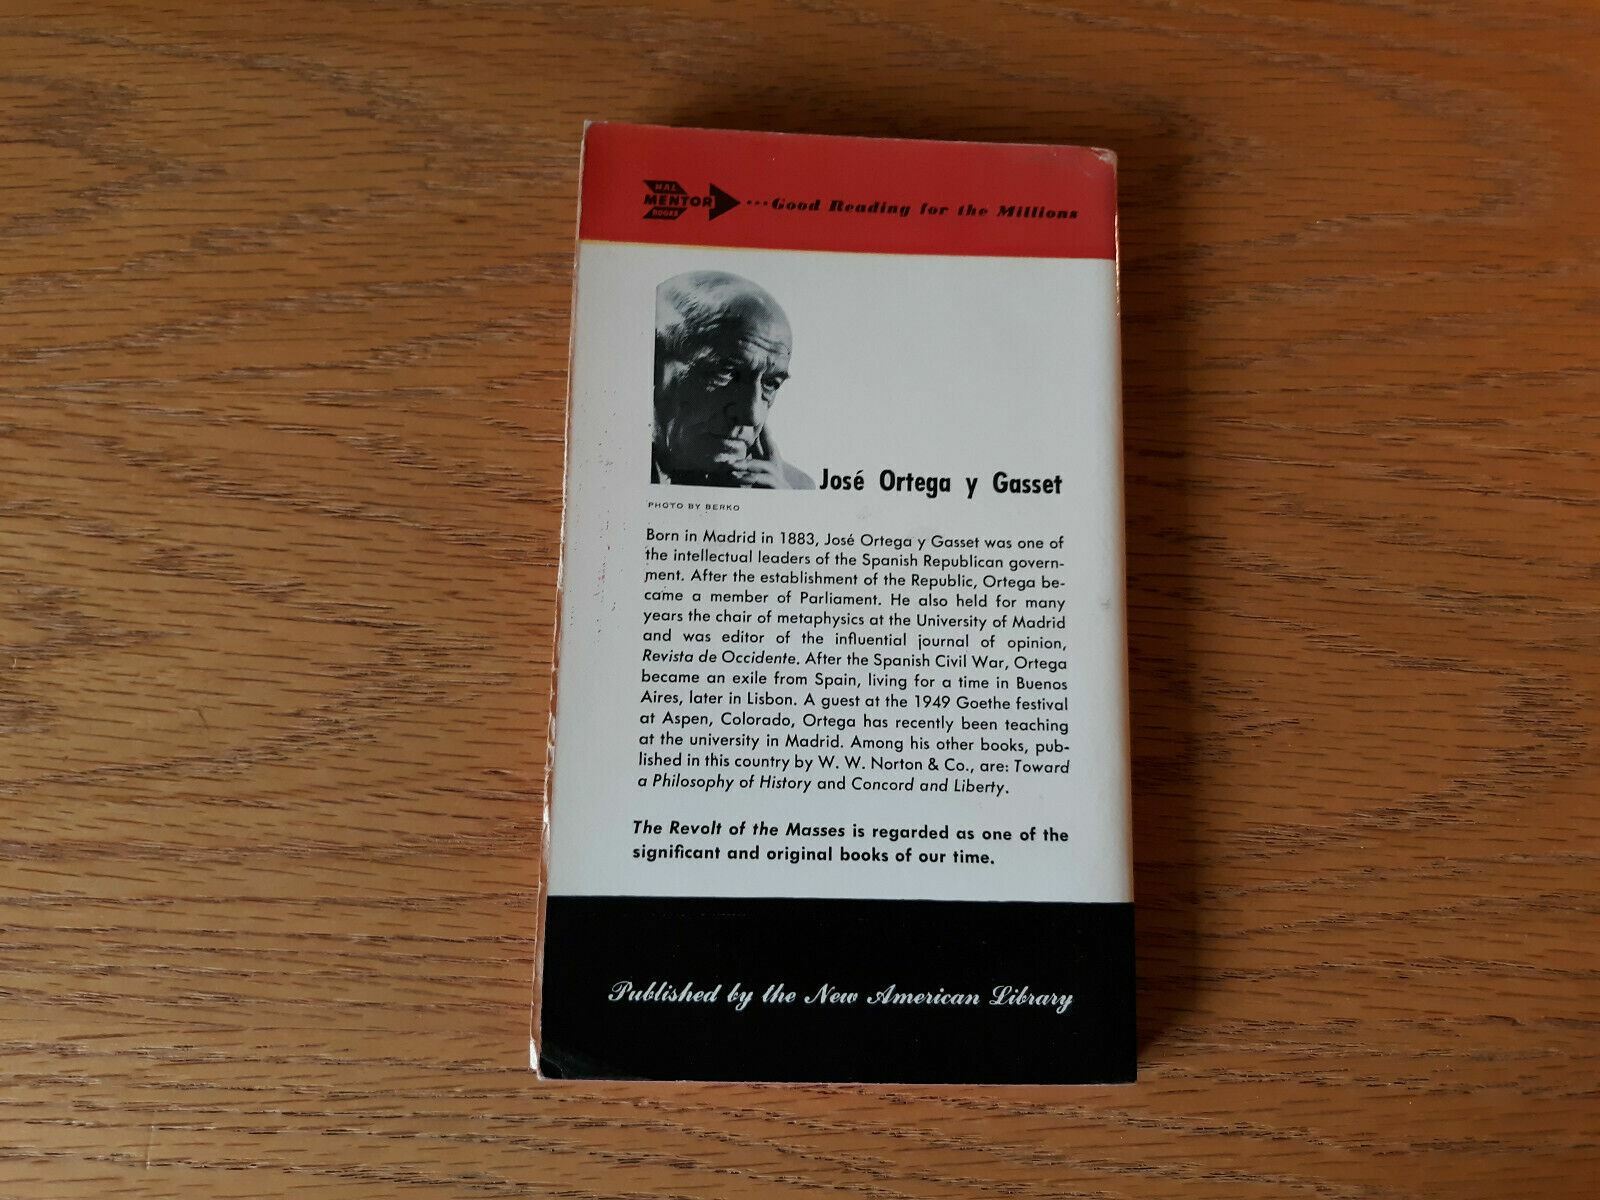 NAL
MENTOR
BOOKS
...Good Reading for the Millions
José Ortega y Gasset
PHOTO BY BERKO
Born in Madrid in 1883, José Ortega y Gasset was one of
the intellectual leaders of the Spanish Republican govern-
ment. After the establishment of the Republic, Ortega be-
came a member of Parliament. He also held for many
years the chair of metaphysics at the University of Madrid
and was editor of the influential journal of opinion,
Revista de Occidente. After the Spanish Civil War, Ortega
became an exile from Spain, living for a time in Buenos
Aires, later in Lisbon. A guest at the 1949 Goethe festival
at Aspen, Colorado, Ortega has recently been teaching
at the university in Madrid. Among his other books, pub-
lished in this country by W. W. Norton & Co., are: Toward
a Philosophy of History and Concord and Liberty.
The Revolt of the Masses is regarded as one of the
significant and original books of our time.
Published by the New American Library